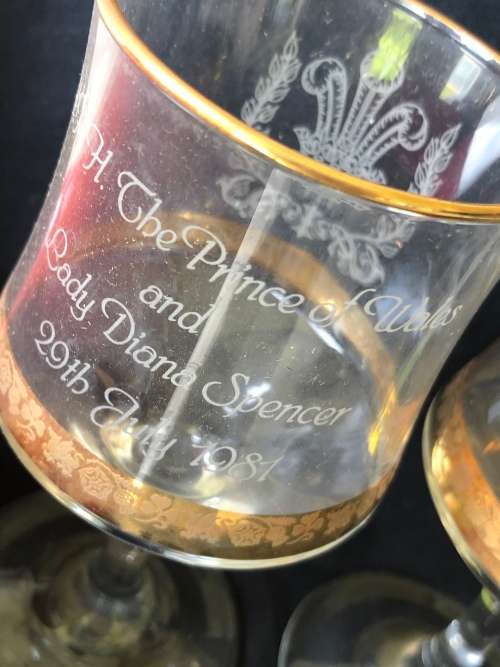 H. The Prince of Wales
and
Lady Diana Spencer
29th July 1981